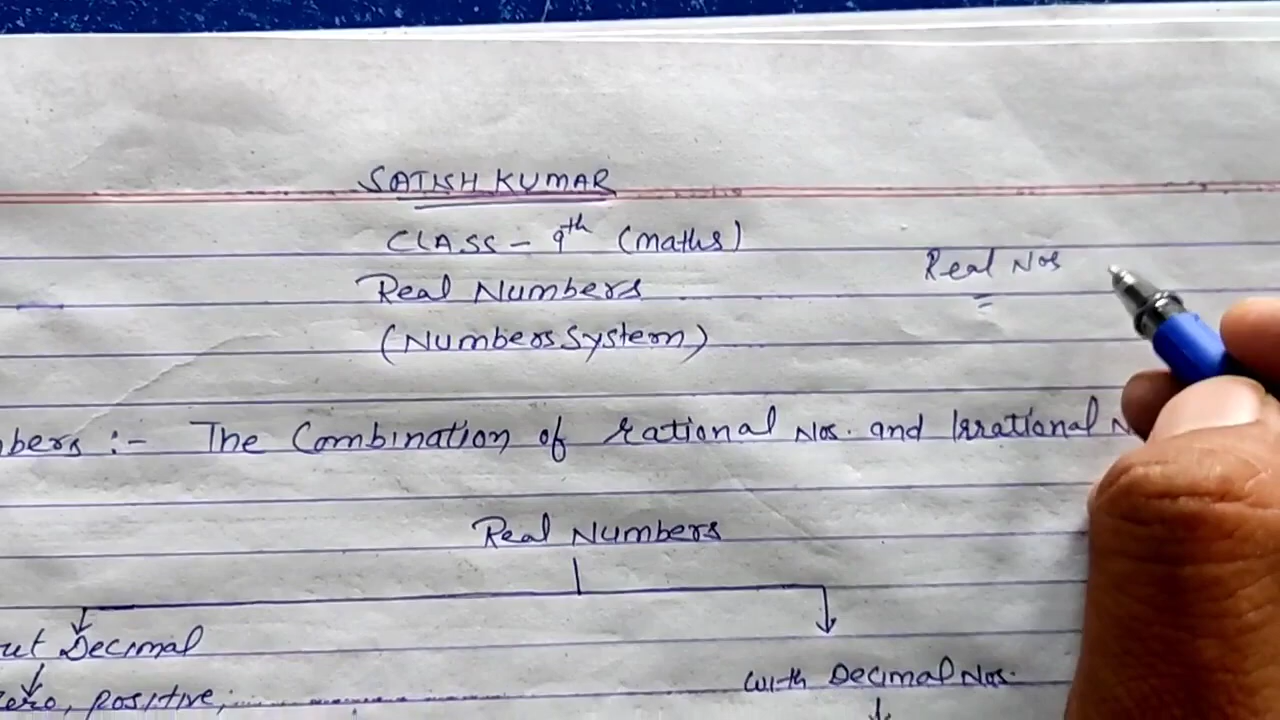 SATISH KUMAR
CLASS - 9th (maths)
Real Nos
Real Numbers
(Numbers System)
bers :- The Combination of rational Nos. and Irrational N
Real Numbers
ut Decimal
With Decimal Nos.
ero, positive,